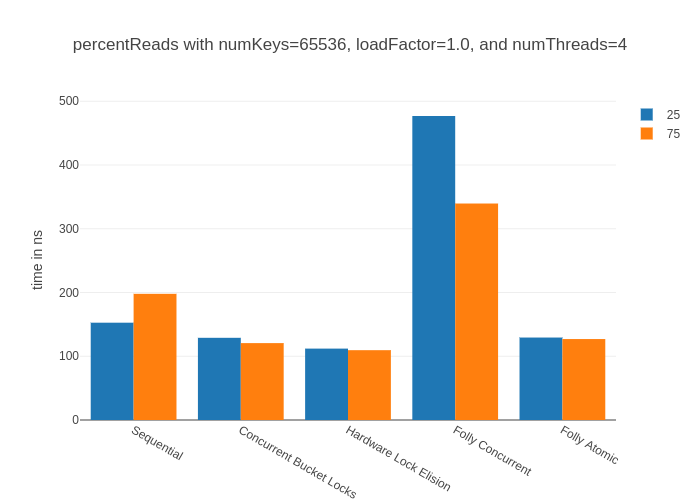 percentReads with numKeys=65536, loadFactor=1.0, and numThreads=4
500
400
300
200
100
0
time in ns
25
75
Sequential
Concurrent Bucket Locks
Hardware Lock Elision
Folly Concurrent
Folly Atomic